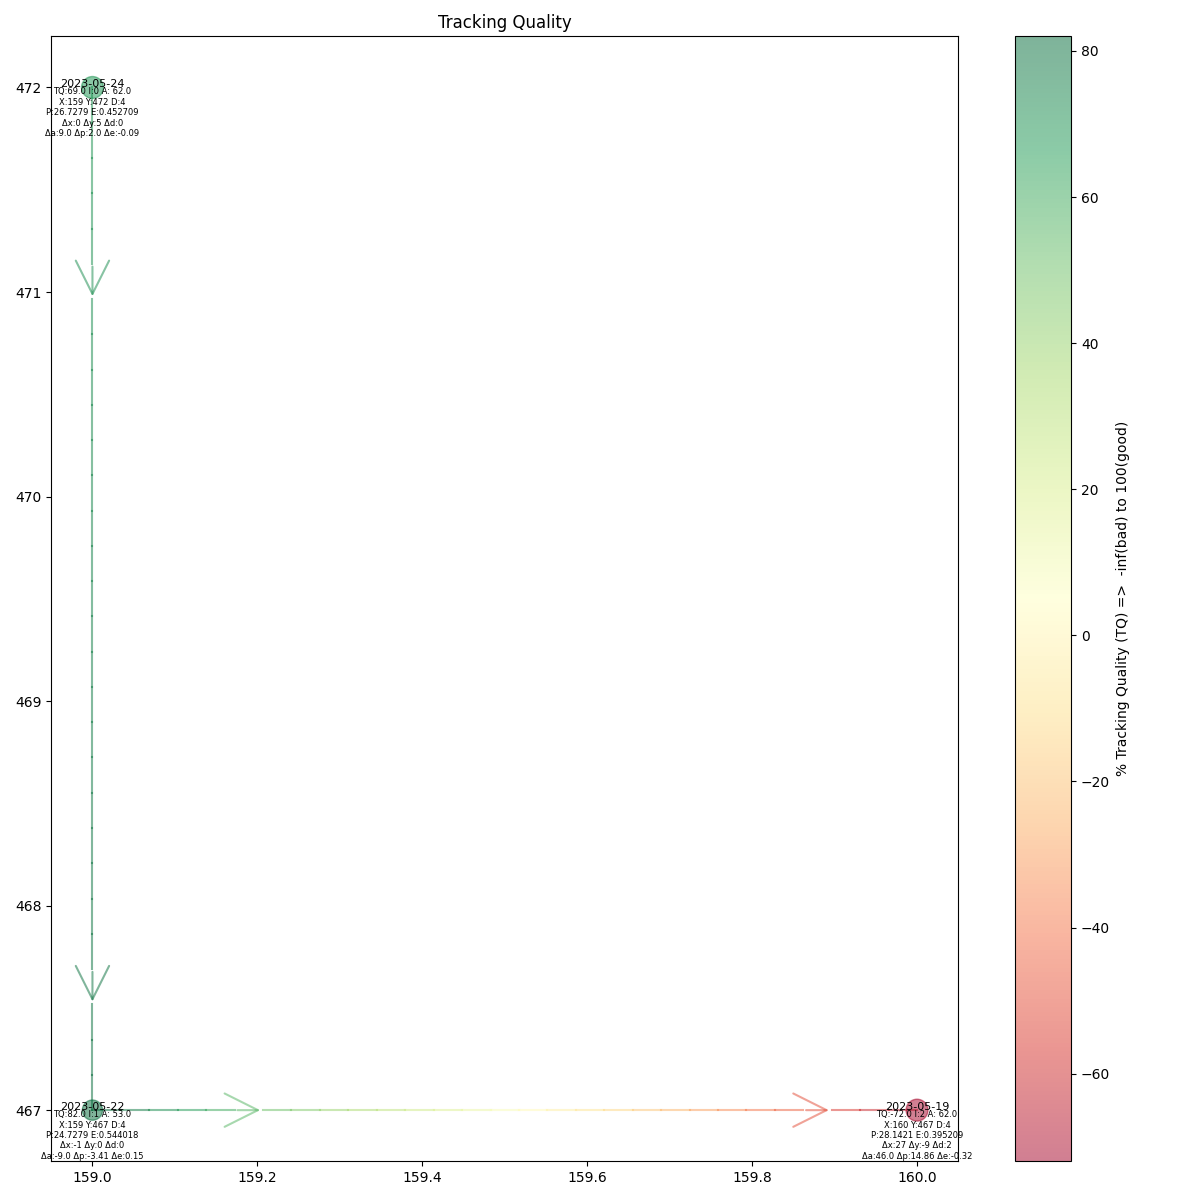 Tracking Quality
472
471
470
469
468
467
159.0
159.2
159.4
159.6
159.8
160.0
2023-05-24
TQ:69.0 I:0 A: 62.0
X:159 Y:472 D:4
P:26.7279 E:0.452709
Δx:0 Δy:5 Δd:0
Δa:9.0 Δp:2.0 Δe:-0.09
2023-05-22
TQ:82.0 I:1 A: 53.0
X:159 Y:467 D:4
P:24.7279 E:0.544018
Δx:-1 Δy:0 Δd:0
Δa:-9.0 Δp:-3.41 Δe:0.15
2023-05-19
TQ:-72.0 I:2 A: 62.0
X:160 Y:467 D:4
P:28.1421 E:0.395209
Δx:27 Δy:-9 Δd:2
Δa:46.0 Δp:14.86 Δe:-0.32
80
60
40
20
0
−20
−40
−60
% Tracking Quality (TQ) => -inf(bad) to 100(good)